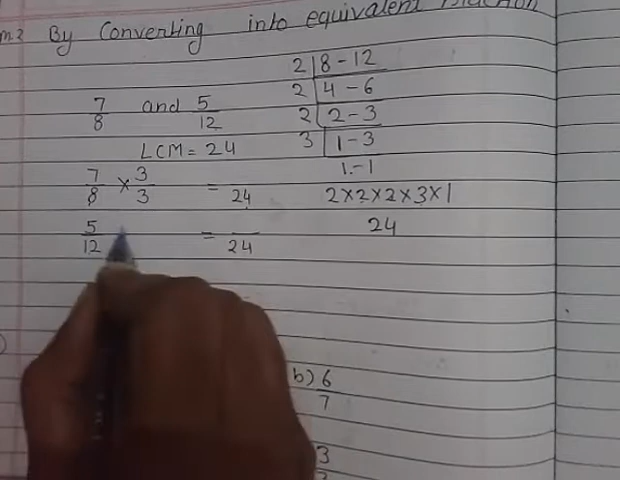 By Converting into equivalent
7/8 and 5/12
LCM = 24
7/8 × 3/3 = /24
5/12 = /24
2 | 8 - 12
2 | 4 - 6
2 | 2 - 3
3 | 1 - 3
1 - 1
2×2×2×3×1
24
b) 6/7
3